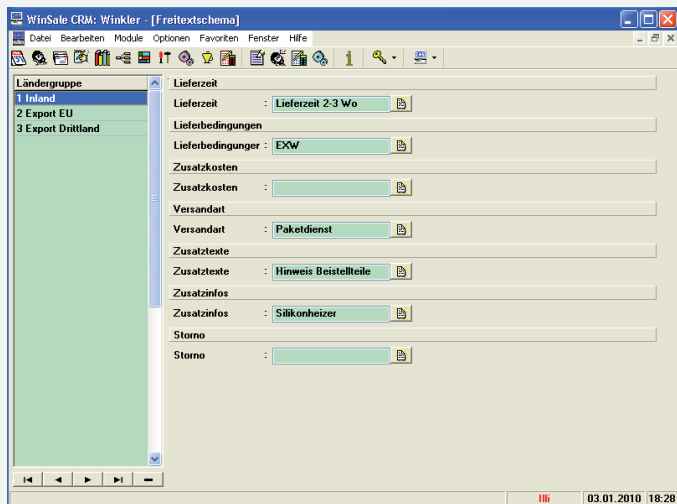 WinSale CRM: Winkler - [Freitextschema]
Datei Bearbeiten Module Optionen Favoriten Fenster Hilfe
Ländergruppe
1 Inland
2 Export EU
3 Export Drittland
Lieferzeit
Lieferzeit : Lieferzeit 2-3 Wo
Lieferbedingungen
Lieferbedingunger : EXW
Zusatzkosten
Zusatzkosten :
Versandart
Versandart : Paketdienst
Zusatztexte
Zusatztexte : Hinweis Beistellteile
Zusatzinfos
Zusatzinfos : Silikonheizer
Storno
Storno :
03.01.2010 18:28